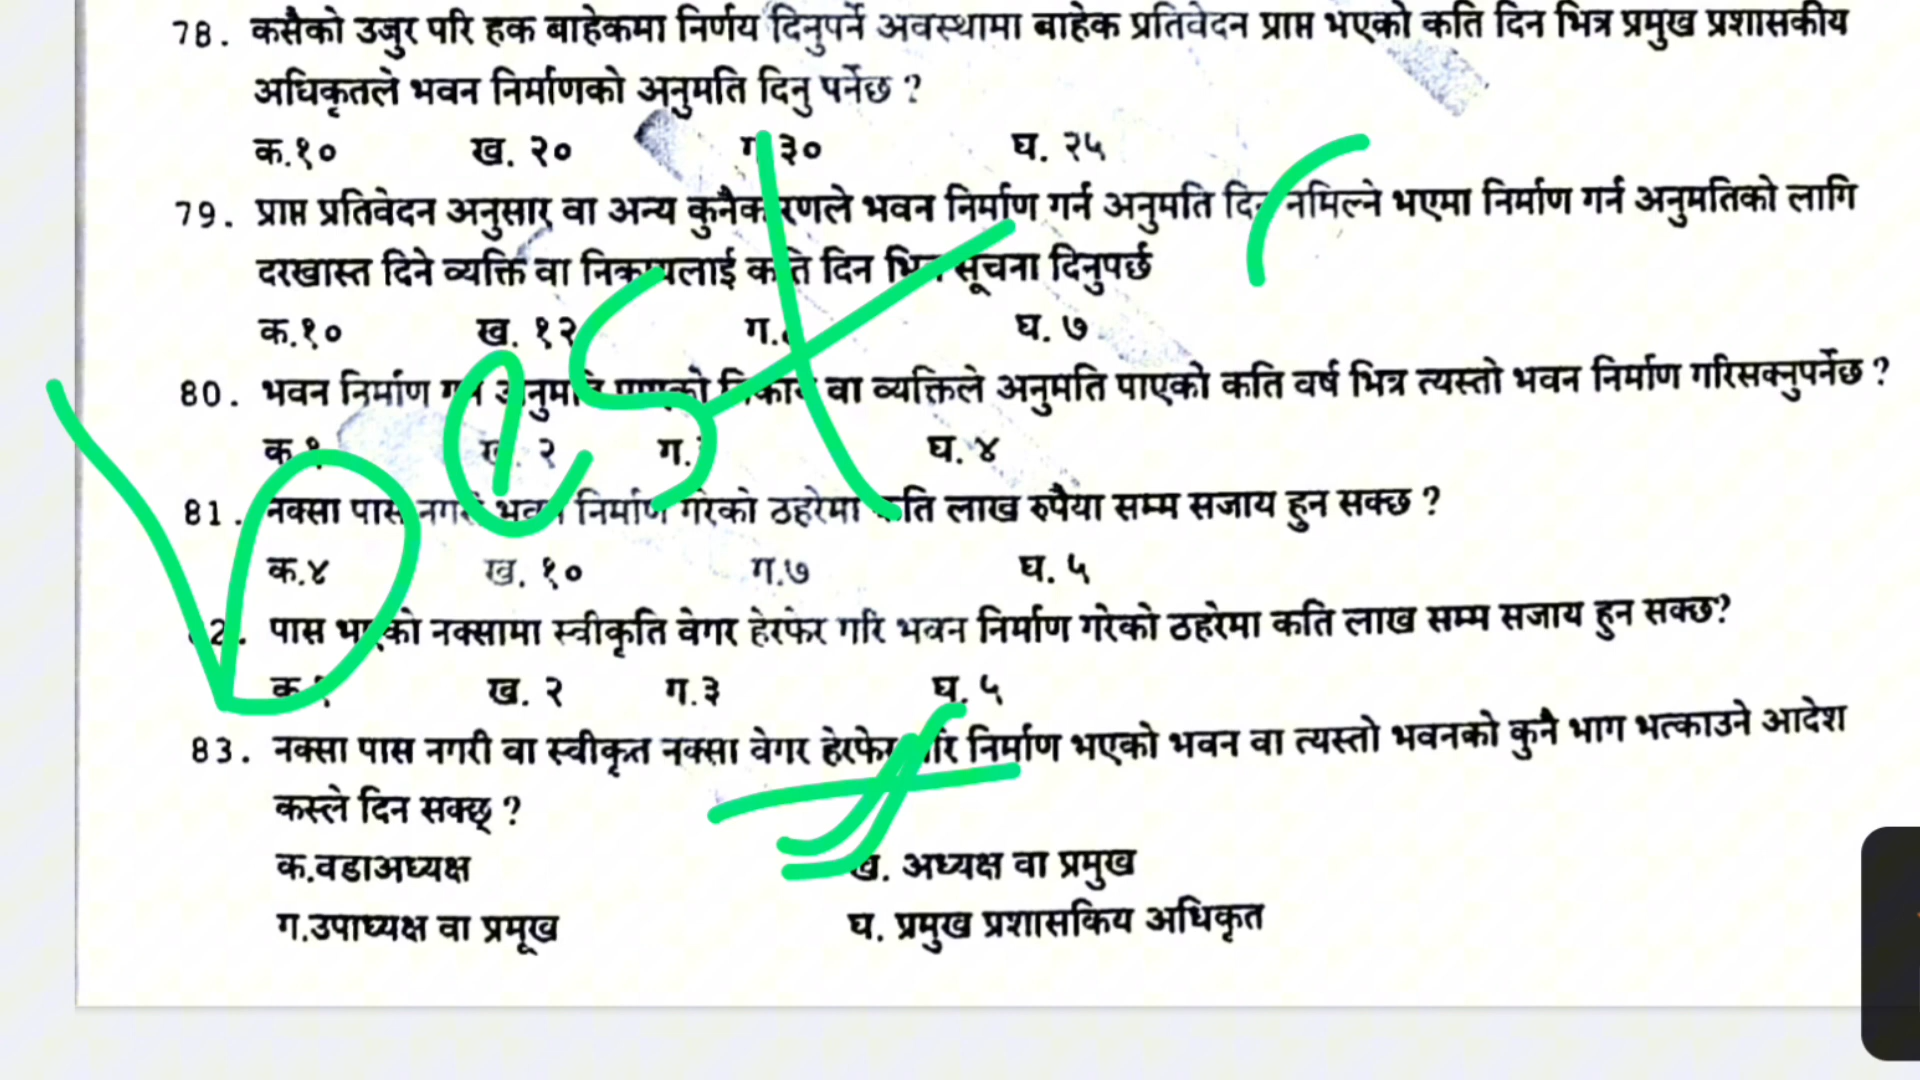 78. कसैको उजुर परि हक बाहेकमा निर्णय दिनुपर्ने अवस्थामा बाहेक प्रतिवेदन प्राप्त भएको कति दिन भित्र प्रमुख प्रशासकीय
अधिकृतले भवन निर्माणको अनुमति दिनु पर्नेछ ?
क.१० ख. २० ३० घ. २५
79. प्राप्त प्रतिवेदन अनुसार वा अन्य भवन निर्माण गर्न अनुमति नमिल्ने भएमा निर्माण गर्न अनुमतिको लागि
दरखास्त दिने व्यक्ति वा दिन सूचना दिनुपर्छ
क.१० ख. १२ ग. घ. ७
80. भवन निर्माण वा व्यक्तिले अनुमति पाएको कति वर्ष भित्र त्यस्तो भवन निर्माण गरिसक्नुपर्नेछ ?
२ ग. घ. ४
81. नक्सा पास निर्माण गरेको ठहरेमा लाख रुपैया सम्म सजाय हुन सक्छ ?
क.४ ख. १० ग.७ घ. ५
पास नक्सामा स्वीकृति वेगर हेरफेर गरि भवन निर्माण गरेको ठहरेमा कति लाख सम्म सजाय हुन सक्छ?
ख. २ ग.३ घ. ५
83. नक्सा पास नगरी वा स्वीकृत नक्सा वेगर निर्माण भएको भवन वा त्यस्तो भवनको कुनै भाग भत्काउने आदेश
कस्ले दिन सक्छ् ?
क.वडाअध्यक्ष ख. अध्यक्ष वा प्रमुख
ग.उपाध्यक्ष वा प्रमूख घ. प्रमुख प्रशासकिय अधिकृत
best